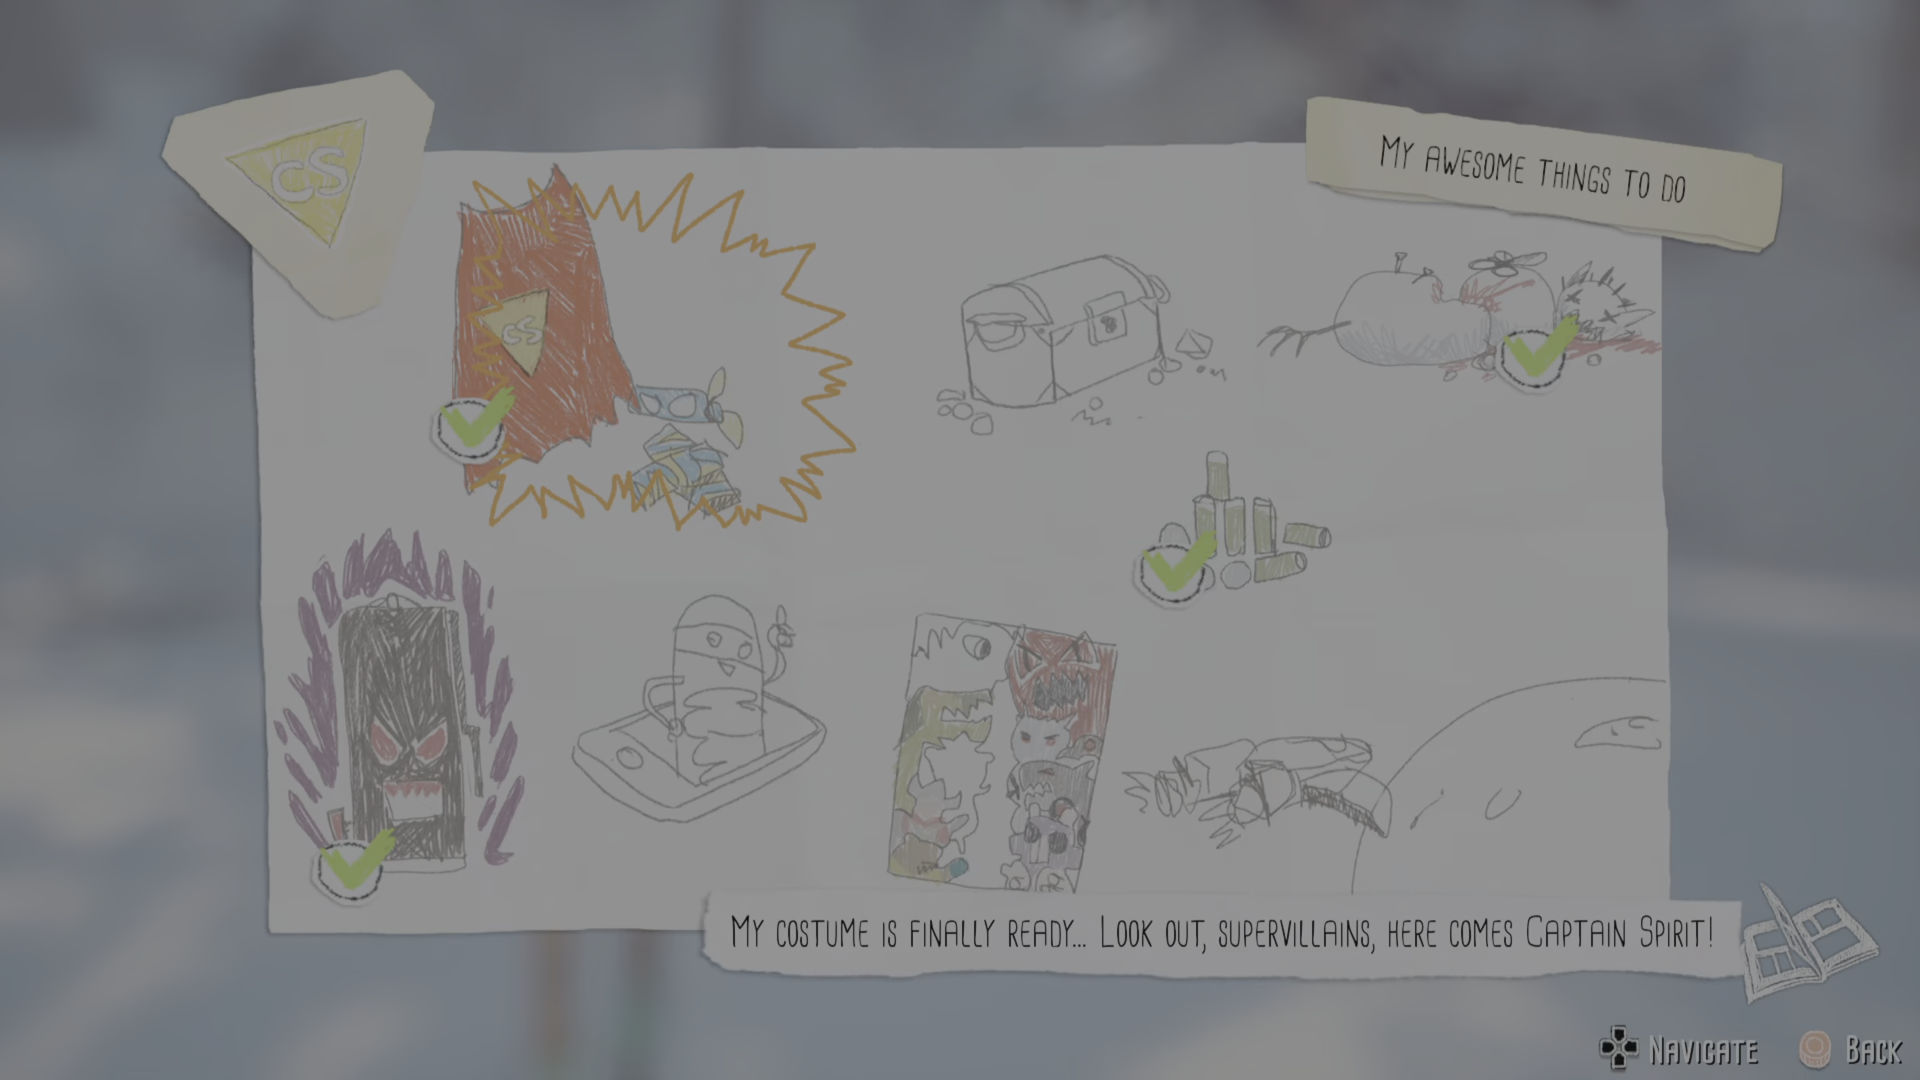 CS
My awesome things to do
CS
My costume is finally ready... Look out, supervillains, here comes Captain Spirit!
Navigate
Back